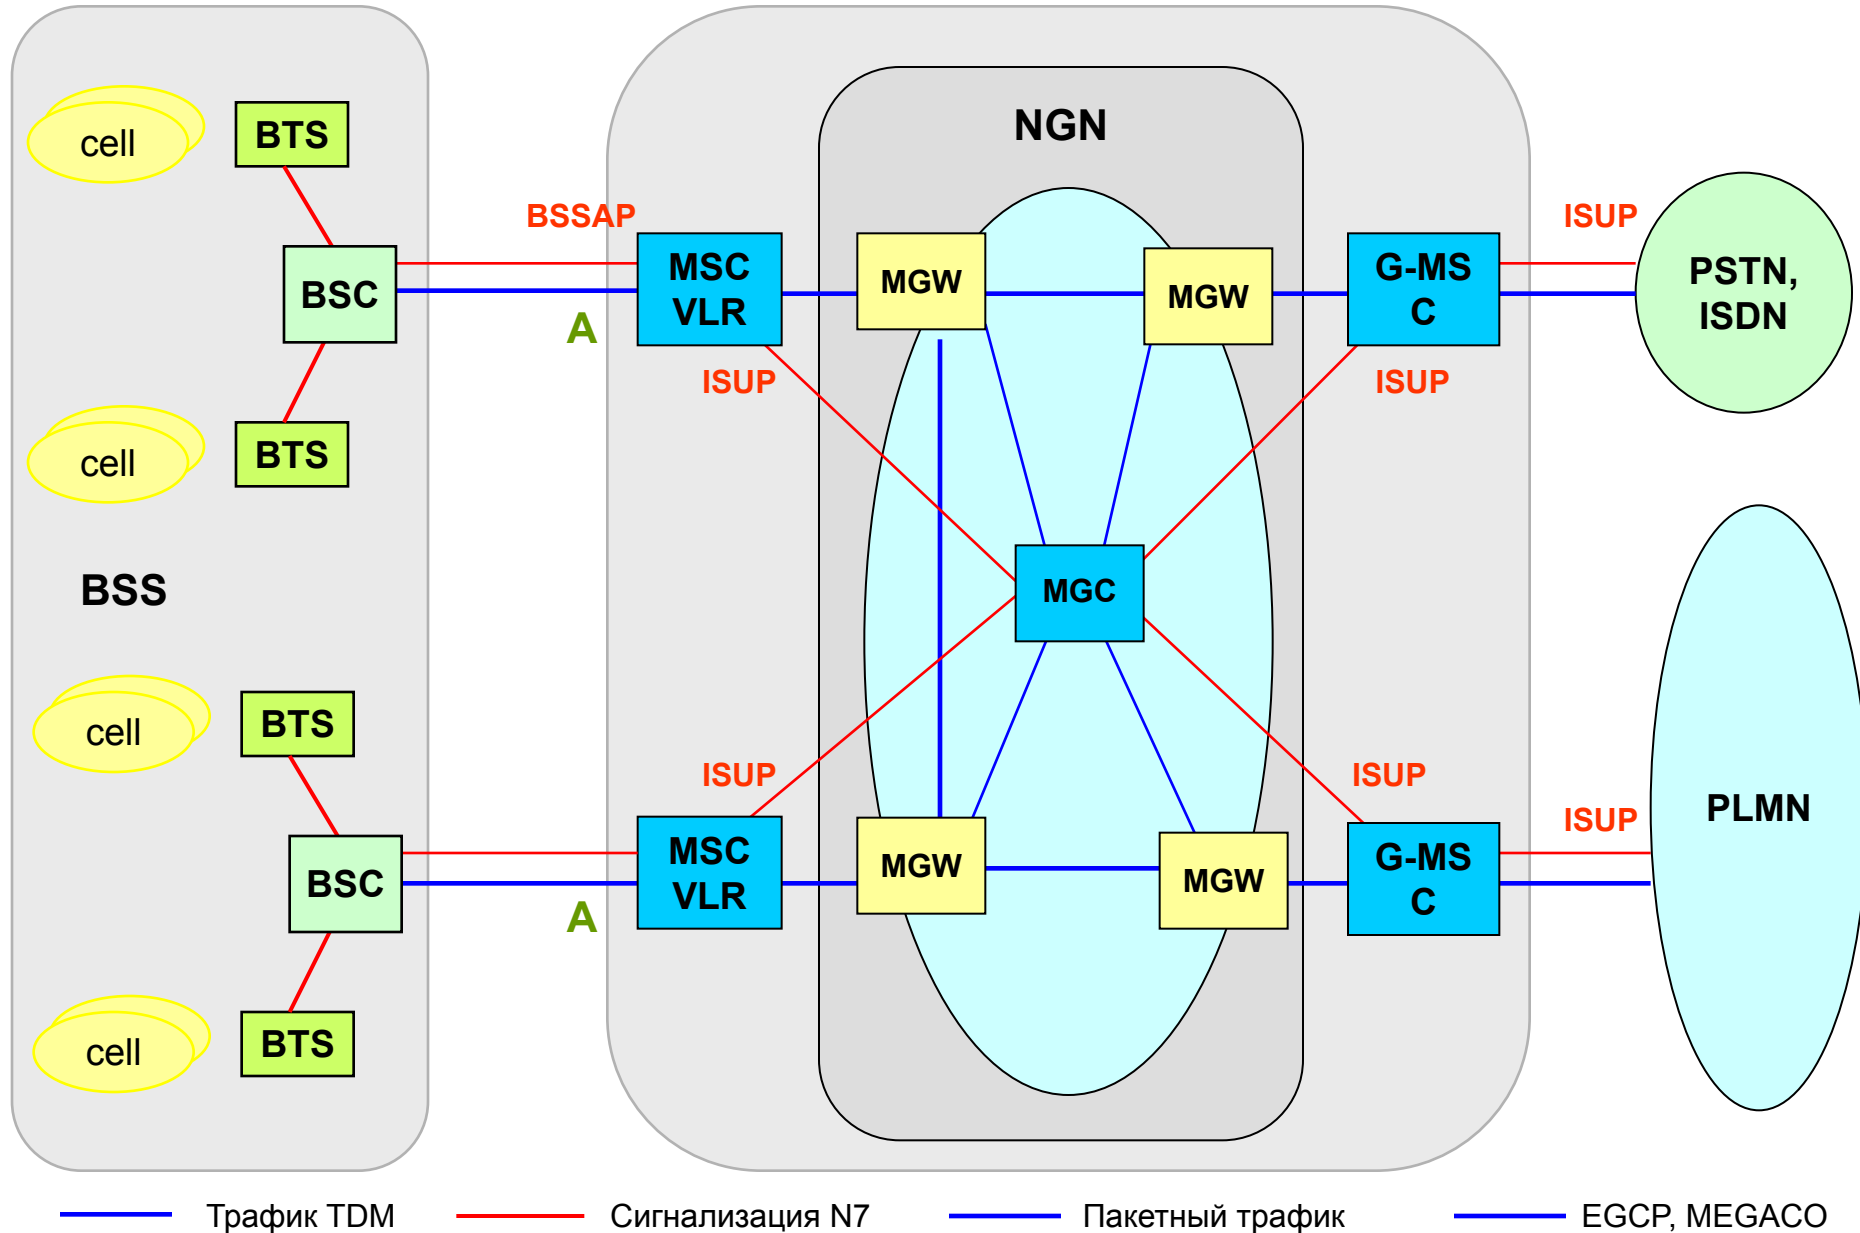 NGN
cell
BTS
BSSAP
ISUP
MSC
VLR
MGW
MGW
G-MS
C
PSTN,
ISDN
BSC
A
ISUP
ISUP
cell
BTS
BSS
MGC
cell
BTS
ISUP
ISUP
ISUP
PLMN
MSC
VLR
MGW
MGW
G-MS
C
BSC
A
cell
BTS
Трафик TDM
Сигнализация N7
Пакетный трафик
EGCP, MEGACO